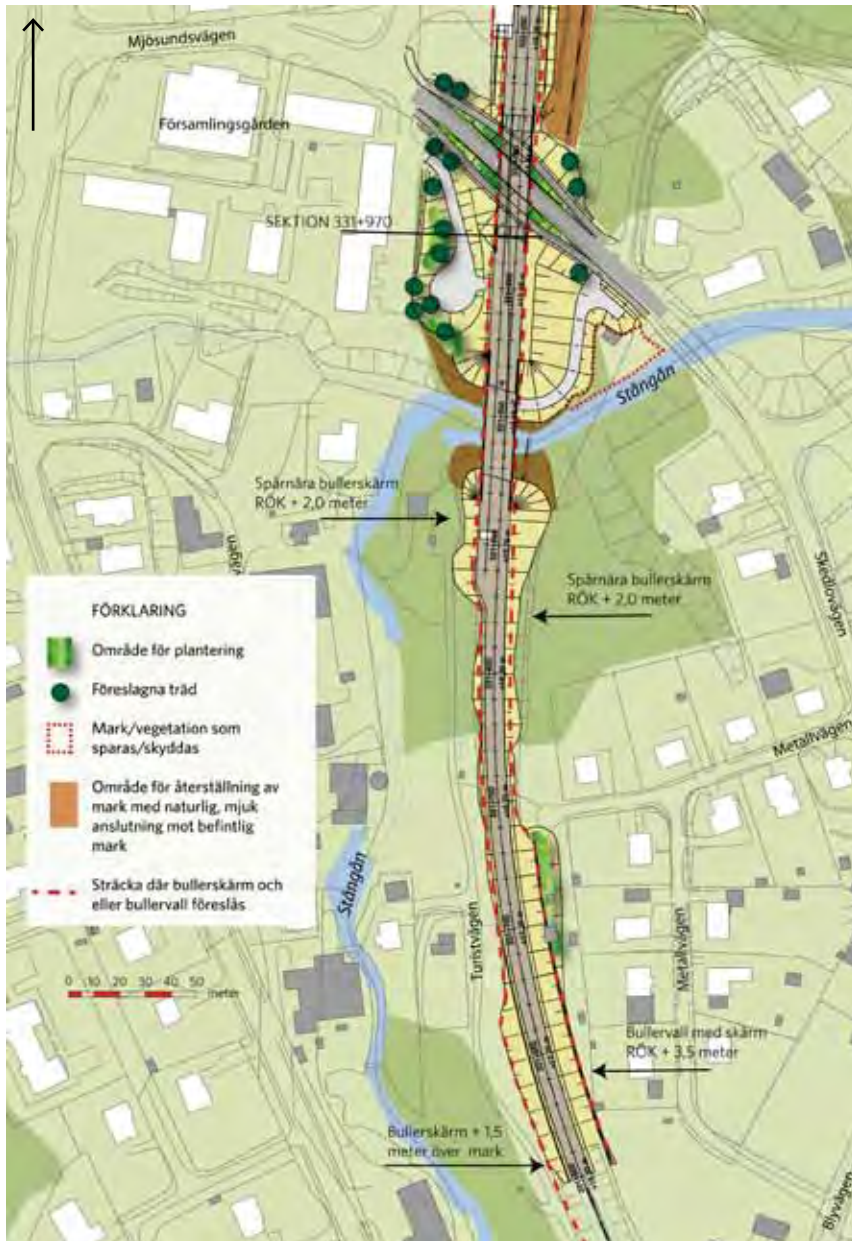 Mjösundsvägen
Församlingsgården
SEKTION 331+970
Stångån
Spårnära bullerskärm
RÖK + 2,0 meter
vägen
Skedlovägen
Spårnära bullerskärm
RÖK + 2,0 meter
FÖRKLARING
Område för plantering
Föreslagna träd
Mark/vegetation som
sparas/skyddas
Område för återställning av
mark med naturlig, mjuk
anslutning mot befintlig
mark
Sträcka där bullerskärm och
eller bullervall föreslås
Metallvägen
Stångån
Turistvägen
Metallvägen
0 10 20 30 40 50
meter
Bullervall med skärm
RÖK + 3,5 meter
Bullerskärm + 1,5
meter över mark
Blyvägen